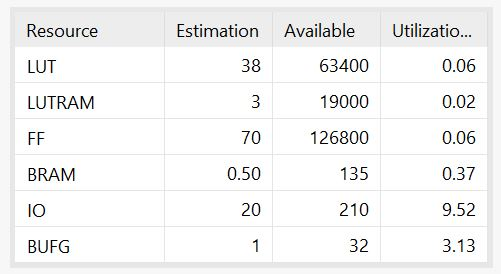 Resource Estimation Available Utilizatio...
LUT 38 63400 0.06
LUTRAM 3 19000 0.02
FF 70 126800 0.06
BRAM 0.50 135 0.37
IO 20 210 9.52
BUFG 1 32 3.13